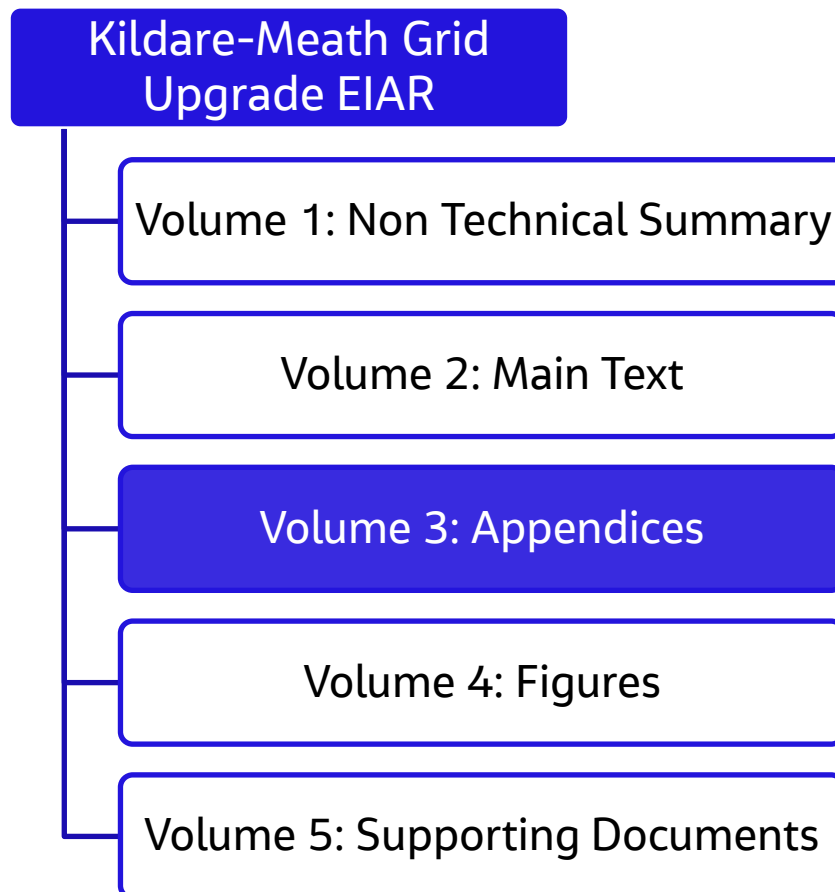 Kildare-Meath Grid
Upgrade EIAR
Volume 1: Non Technical Summary
Volume 2: Main Text
Volume 3: Appendices
Volume 4: Figures
Volume 5: Supporting Documents